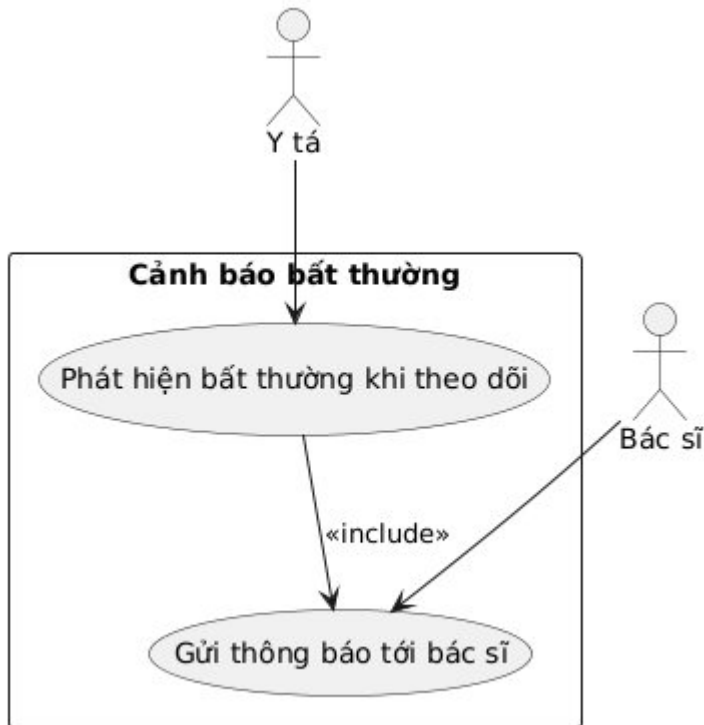 Y tá
Cảnh báo bất thường
Phát hiện bất thường khi theo dõi
Bác sĩ
«include»
Gửi thông báo tới bác sĩ